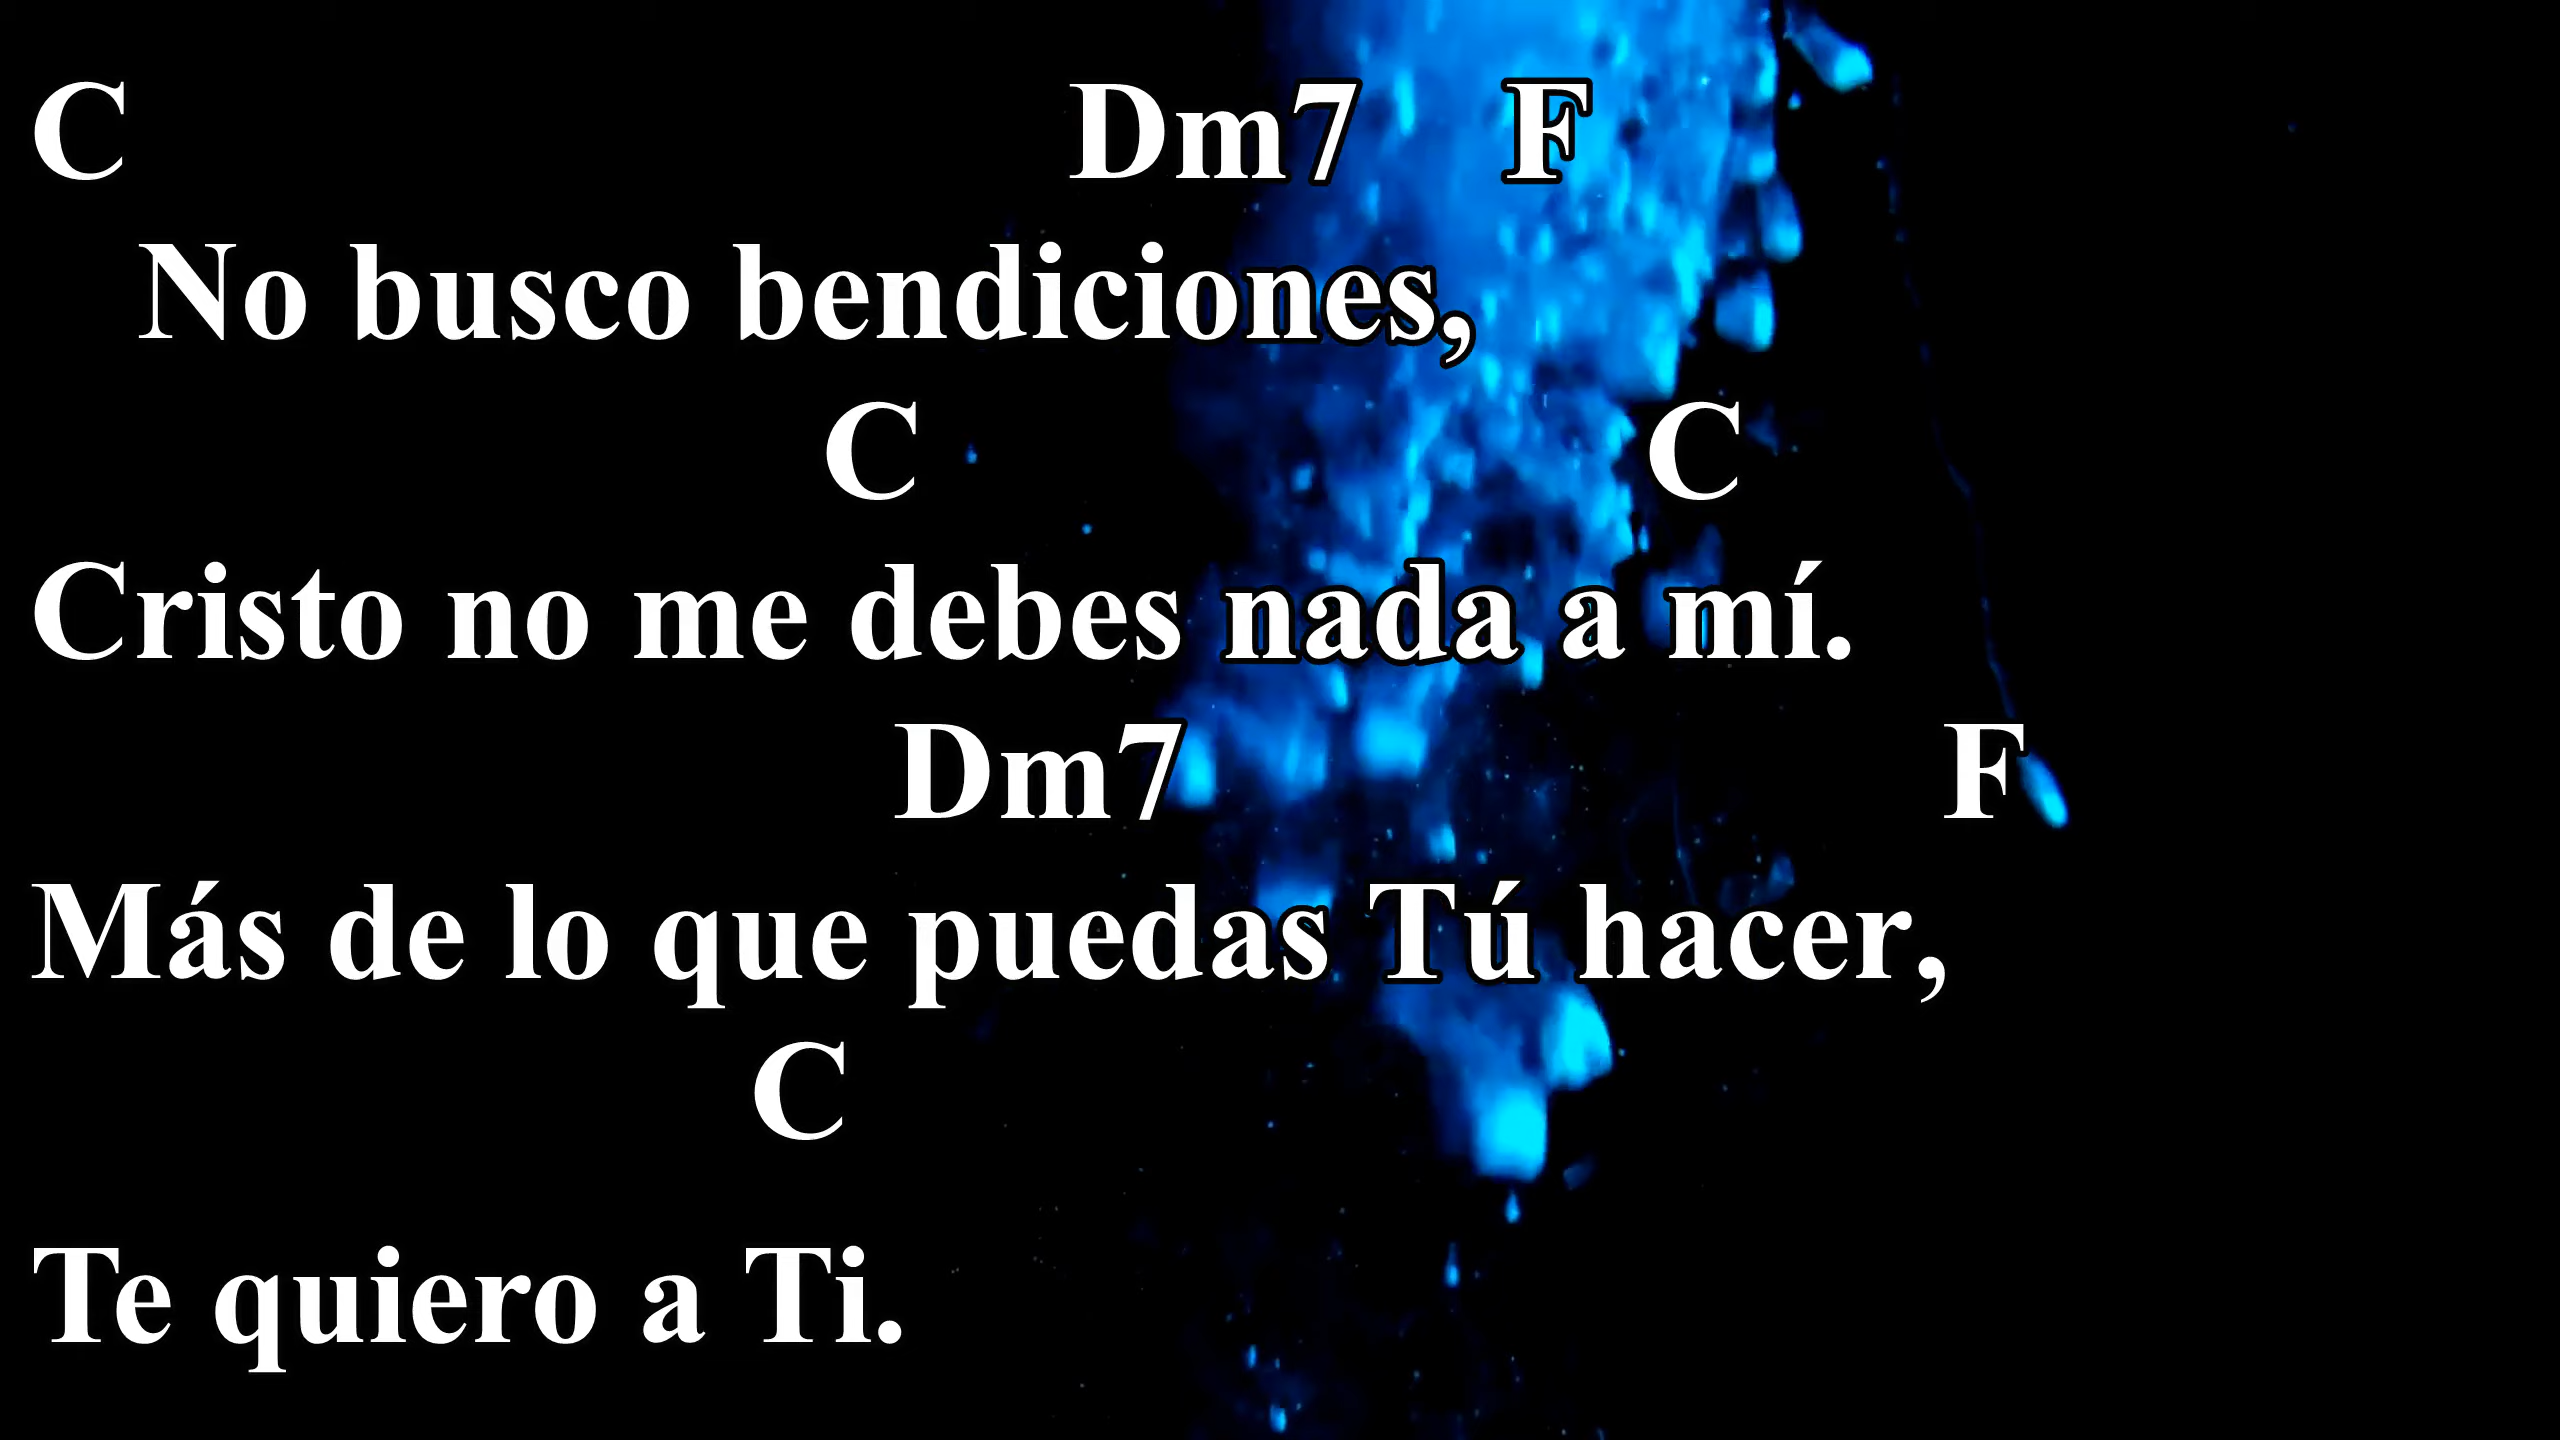 C Dm7 F
No busco bendiciones,
C C
Cristo no me debes nada a mí.
Dm7 F
Más de lo que puedas Tú hacer,
C
Te quiero a Ti.